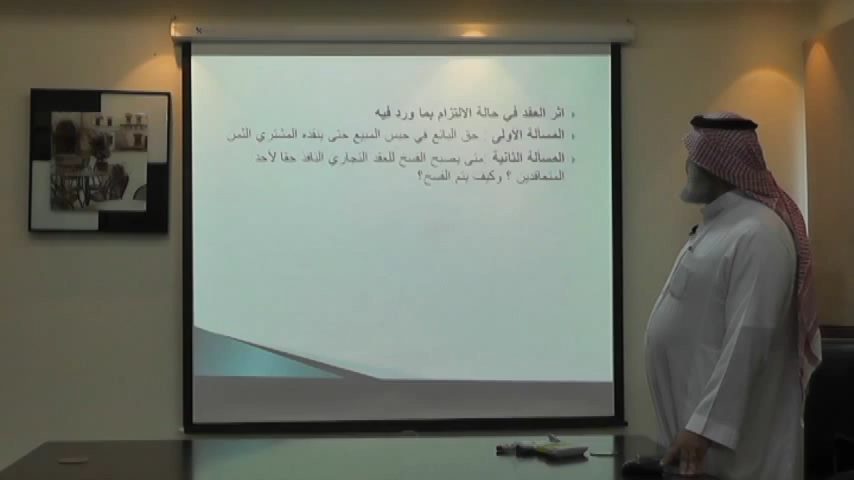 اثر العقد في حالة الالتزام بما ورد فيه
المسألة الاولى : حق البائع في حبس المبيع حتى ينقده المشتري الثمن
المسألة الثانية :متى يصبح الفسخ للعقد التجاري النافذ حقا لأحد
المتعاقدين ؟ وكيف يتم الفسخ؟